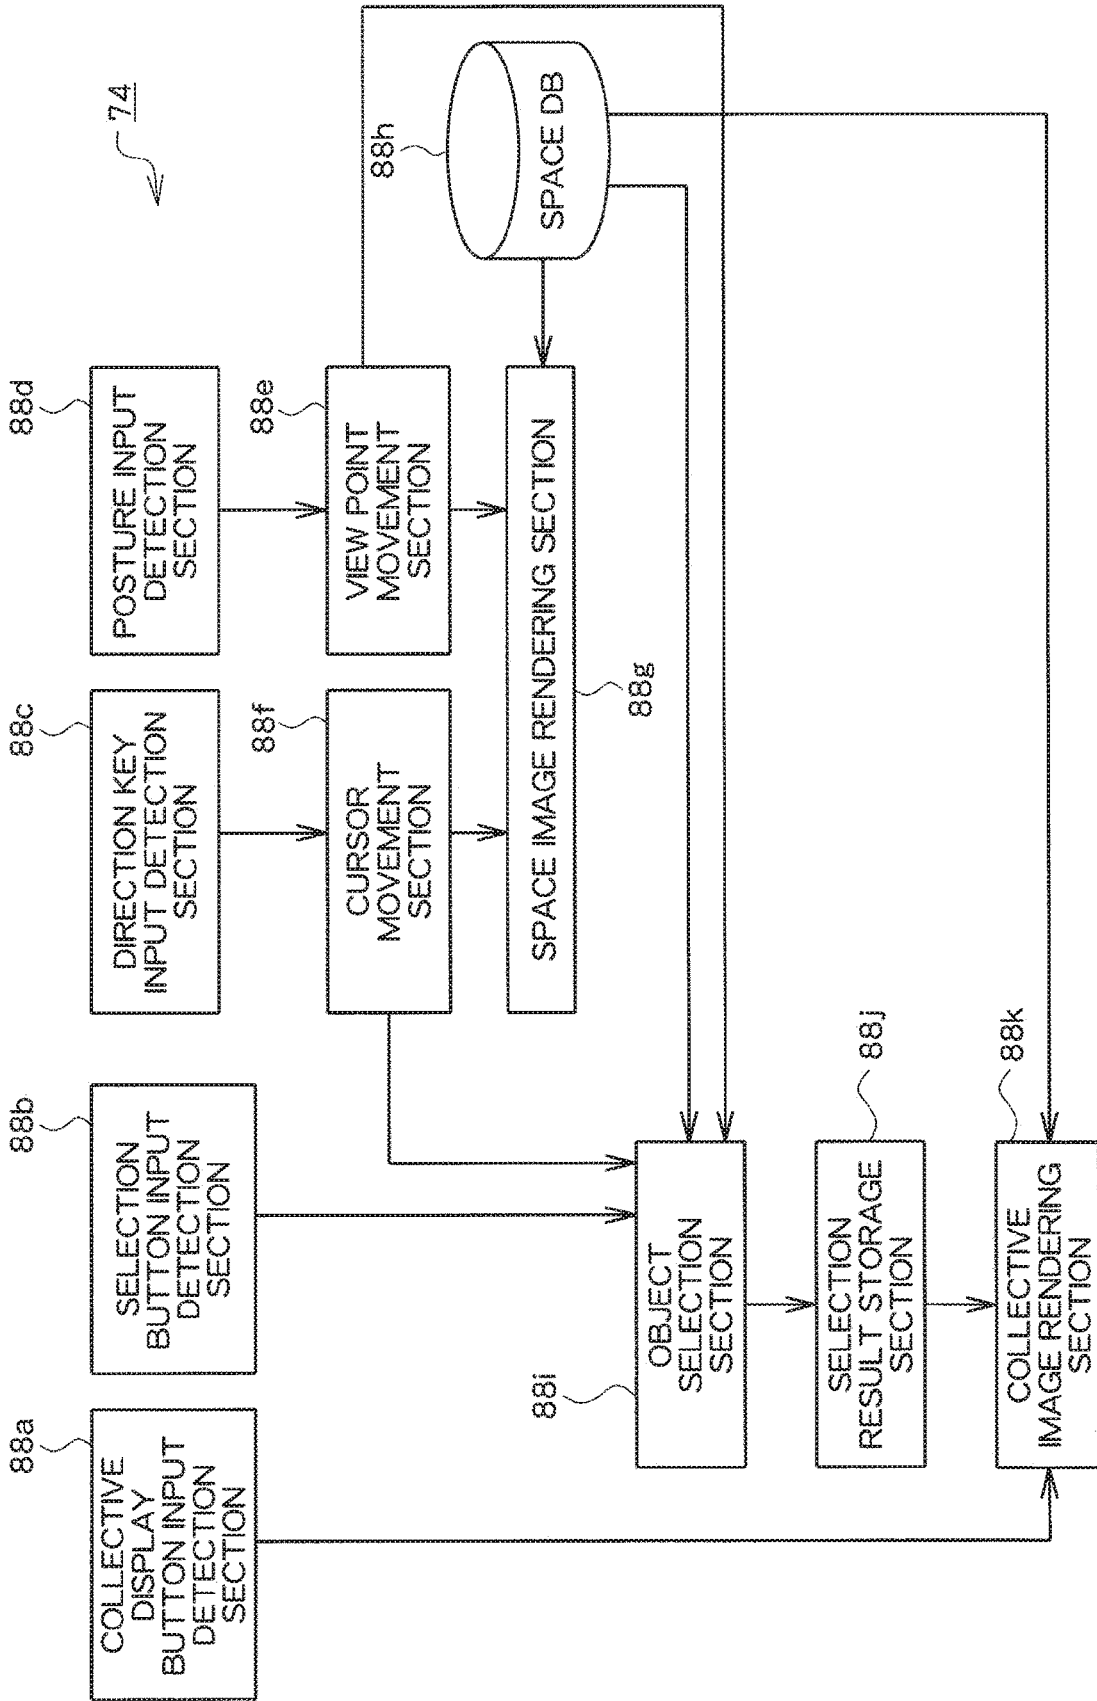 74
88a
COLLECTIVE
DISPLAY
BUTTON INPUT
DETECTION
SECTION
88b
SELECTION
BUTTON INPUT
DETECTION
SECTION
88c
DIRECTION KEY
INPUT DETECTION
SECTION
88d
POSTURE INPUT
DETECTION
SECTION
88f
CURSOR
MOVEMENT
SECTION
88e
VIEW POINT
MOVEMENT
SECTION
88h
SPACE DB
SPACE IMAGE RENDERING SECTION
88g
88i
OBJECT
SELECTION
SECTION
SELECTION
RESULT STORAGE
SECTION
88j
COLLECTIVE
IMAGE RENDERING
SECTION
88k